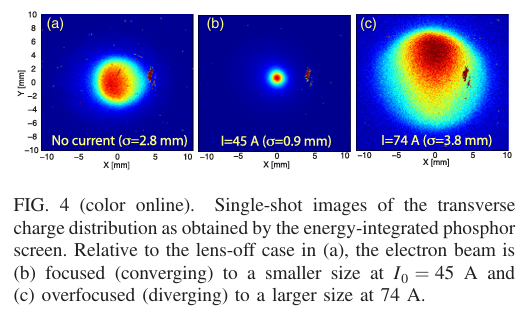 (a) (b) (c)
10
8
6
4
2
0
−2
−4
−6
−8
−10
Y [mm]
No current (σ=2.8 mm) I=45 A (σ=0.9 mm) I=74 A (σ=3.8 mm)
−10 −5 0 5 10 −10 −5 0 5 10 −10 −5 0 5 10
X [mm] X [mm] X [mm]
FIG. 4 (color online). Single-shot images of the transverse
charge distribution as obtained by the energy-integrated phosphor
screen. Relative to the lens-off case in (a), the electron beam is
(b) focused (converging) to a smaller size at I₀ = 45 A and
(c) overfocused (diverging) to a larger size at 74 A.